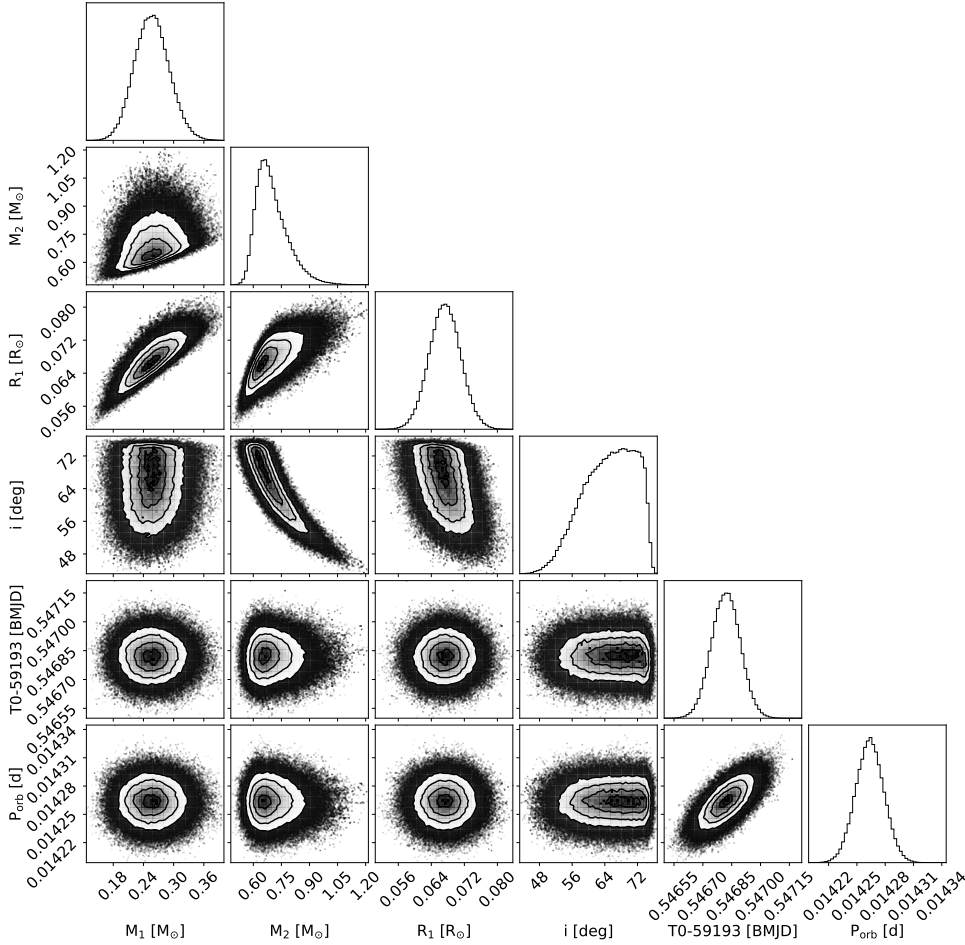 1.20
1.05
0.90
0.75
0.60
M₂ [M⊙]
0.080
0.072
0.064
0.056
R₁ [R⊙]
72
64
56
48
i [deg]
0.54715
0.54700
0.54685
0.54670
0.54655
T0-59193 [BMJD]
0.01434
0.01431
0.01428
0.01425
0.01422
Porb [d]
0.18 0.24 0.30 0.36
M₁ [M⊙]
0.60 0.75 0.90 1.05 1.20
M₂ [M⊙]
0.056 0.064 0.072 0.080
R₁ [R⊙]
48 56 64 72
i [deg]
0.54655 0.54670 0.54685 0.54700 0.54715
T0-59193 [BMJD]
0.01422 0.01425 0.01428 0.01431 0.01434
Porb [d]